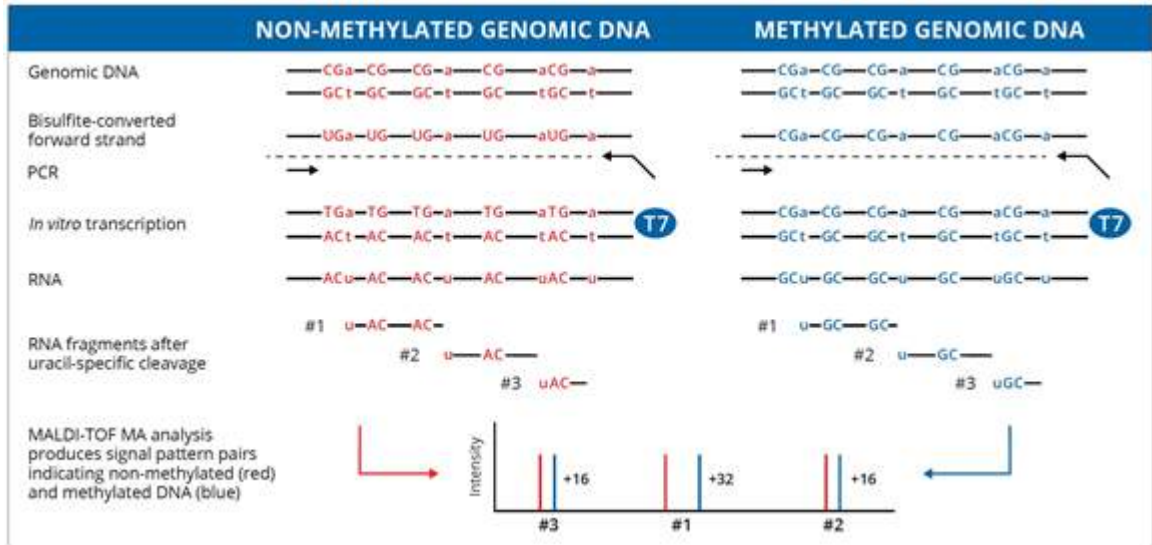 NON-METHYLATED GENOMIC DNA METHYLATED GENOMIC DNA
Genomic DNA
CGa CG CG a CG aCG a CGa CG CG a CG aCG a
GCt GC GC t GC tGC t GCt GC GC t GC tGC t
Bisulfite-converted
forward strand
UGa UG UGa UG aUG a CGa CG CG a CG aCG a
PCR
TGa TG TG a TG aTG a CGa CG CG a CG aCG a
In vitro transcription T7 T7
ACt AC AC t AC tAC t GCt GC GC t GC tGC t
RNA ACu AC AC u AC uAC u GCu GC GC u GC uGC u
#1 u AC AC #1 u GC GC
RNA fragments after
uracil-specific cleavage
#2 u AC #2 u GC
#3 uAC #3 uGC
MALDI-TOF MA analysis
produces signal pattern pairs
indicating non-methylated (red)
and methylated DNA (blue)
Intensity
+16 +32 +16
#3 #1 #2